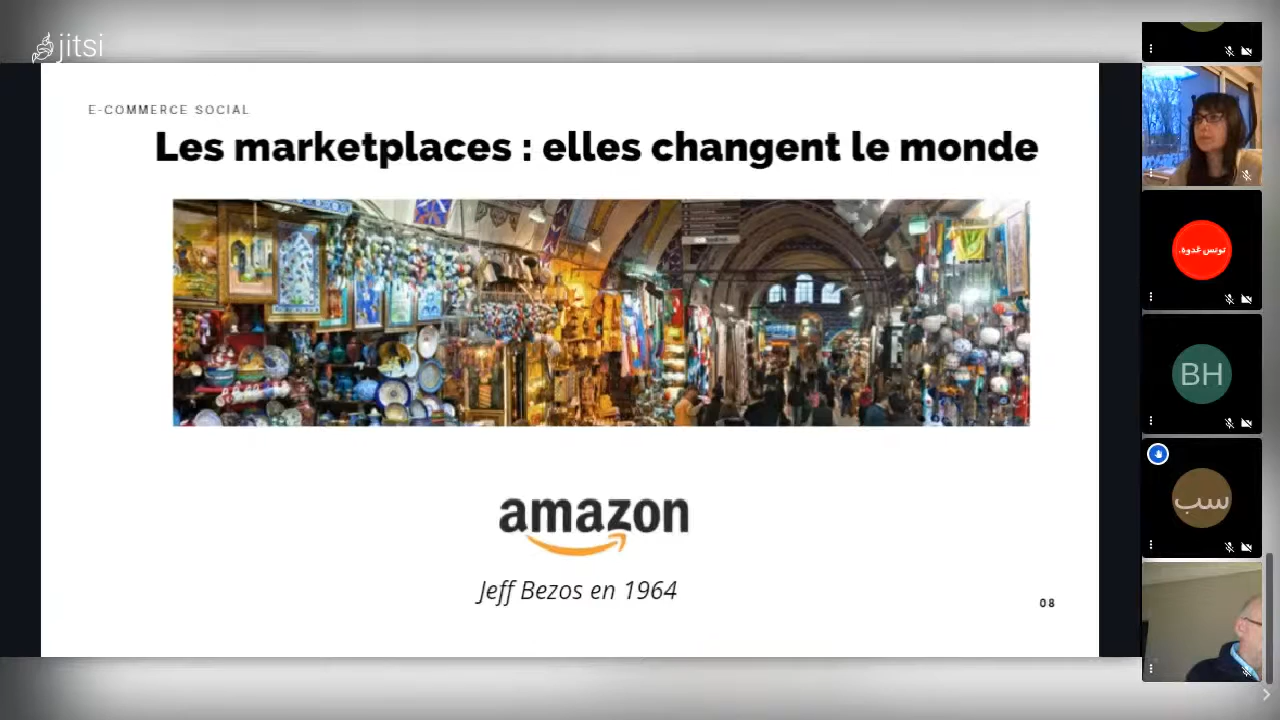 jitsi
E-COMMERCE SOCIAL
Les marketplaces : elles changent le monde
amazon
Jeff Bezos en 1964
08
تونس غدوة.
BH
سب